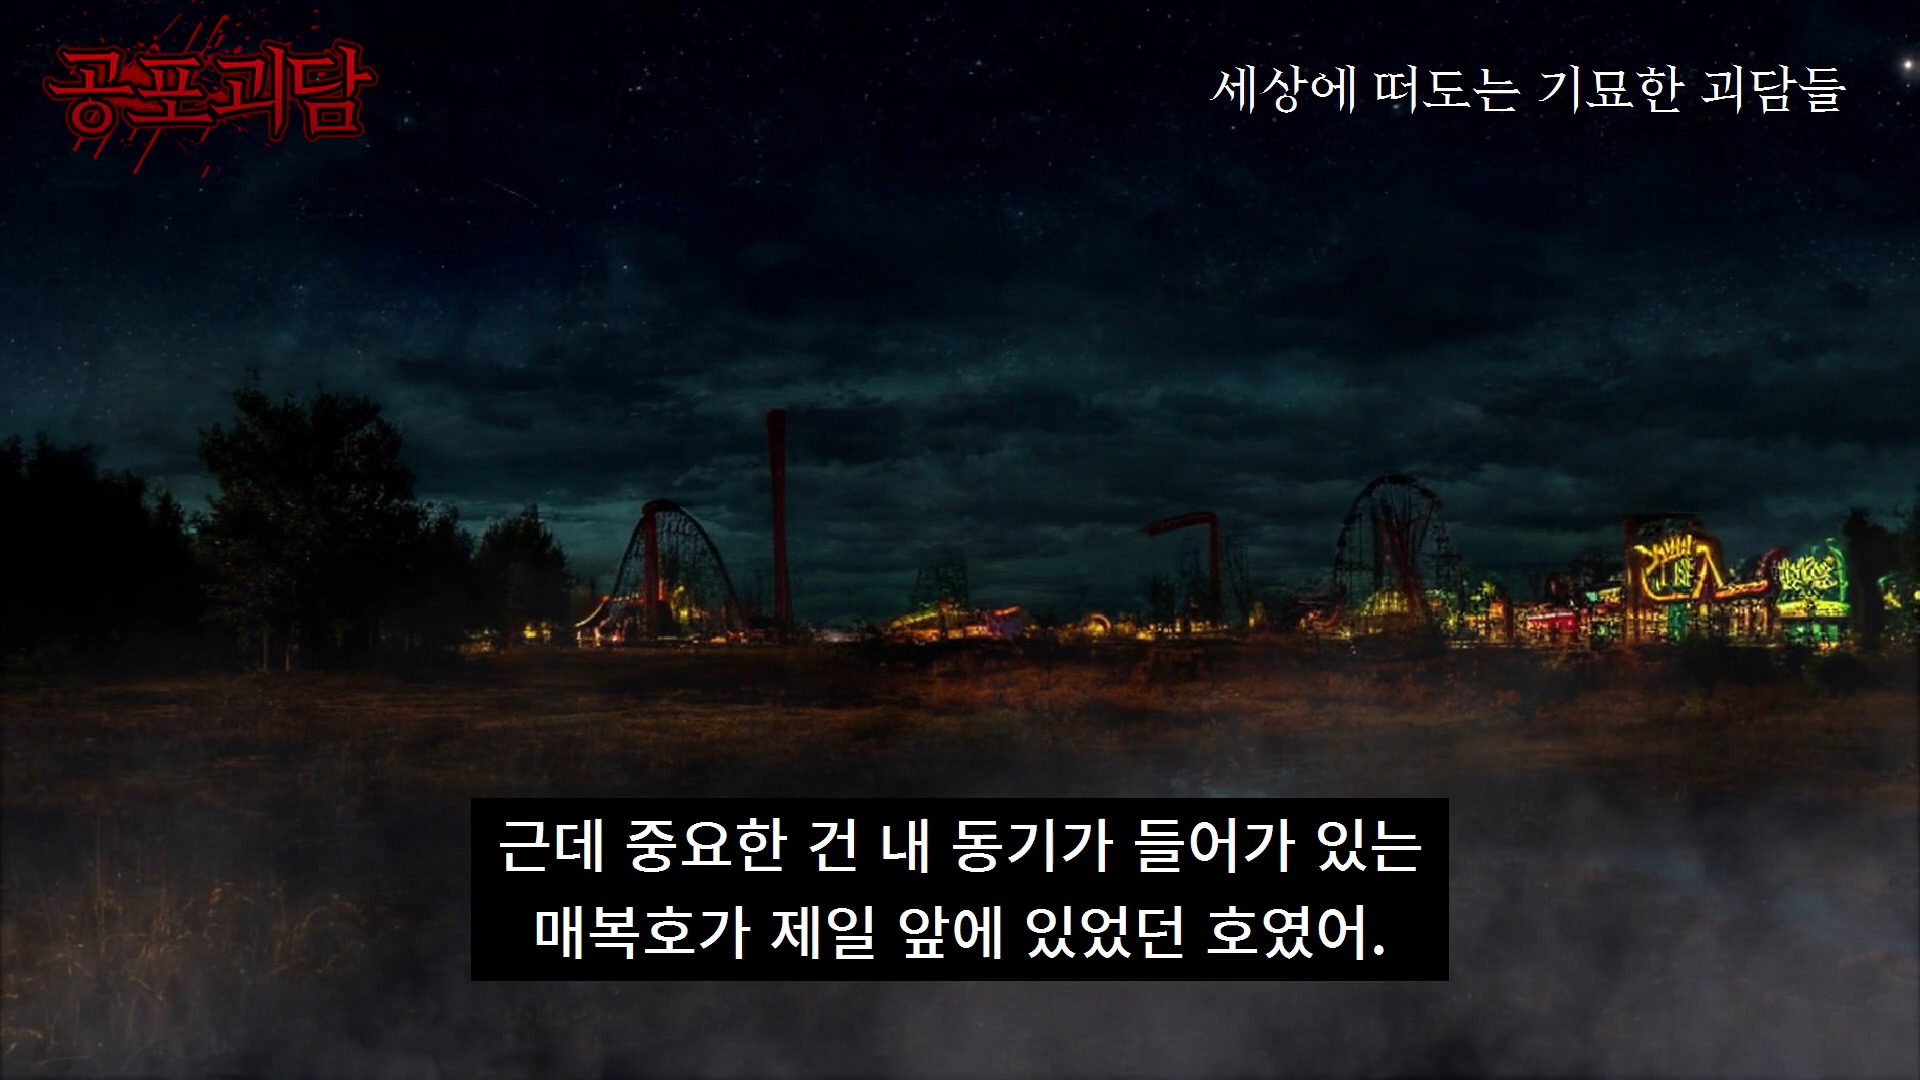 공포괴담
세상에 떠도는 기묘한 괴담들
근데 중요한 건 내 동기가 들어가 있는
매복호가 제일 앞에 있었던 호였어.